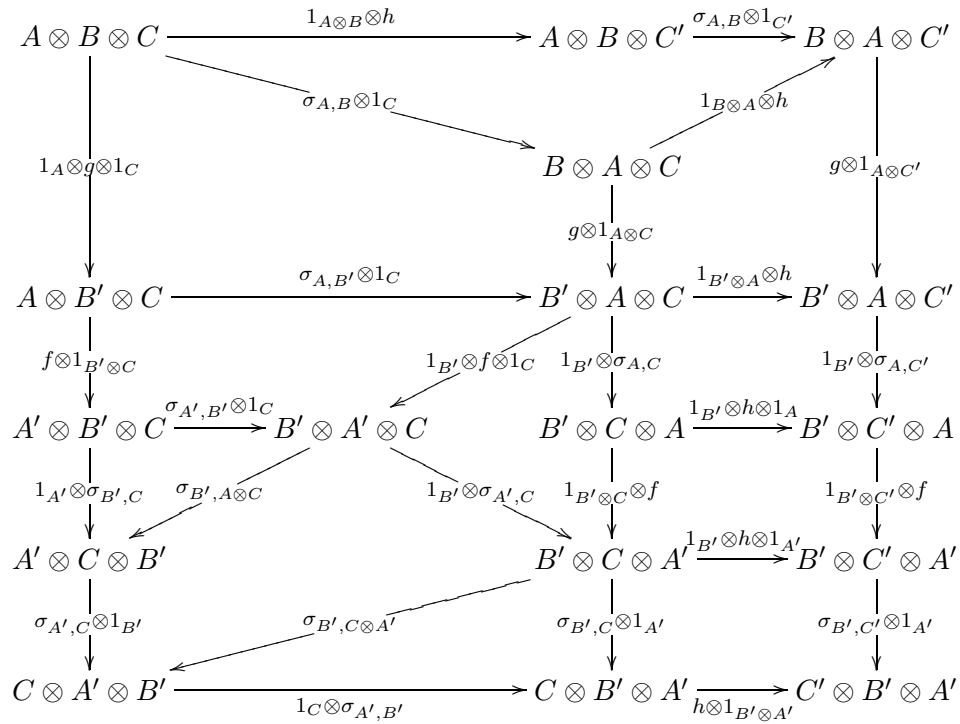 A ⊗ B ⊗ C 1_{A⊗B}⊗h A ⊗ B ⊗ C′ σ_{A,B}⊗1_{C′} B ⊗ A ⊗ C′
σ_{A,B}⊗1_C 1_{B⊗A}⊗h
1_A⊗g⊗1_C B ⊗ A ⊗ C g⊗1_{A⊗C′}
g⊗1_{A⊗C}
A ⊗ B′ ⊗ C σ_{A,B′}⊗1_C B′ ⊗ A ⊗ C 1_{B′⊗A}⊗h B′ ⊗ A ⊗ C′
f⊗1_{B′⊗C} 1_{B′}⊗f⊗1_C 1_{B′}⊗σ_{A,C} 1_{B′}⊗σ_{A,C′}
A′ ⊗ B′ ⊗ C σ_{A′,B′}⊗1_C B′ ⊗ A′ ⊗ C B′ ⊗ C ⊗ A 1_{B′}⊗h⊗1_A B′ ⊗ C′ ⊗ A
1_{A′}⊗σ_{B′,C} σ_{B′,A⊗C} 1_{B′}⊗σ_{A′,C} 1_{B′⊗C}⊗f 1_{B′⊗C′}⊗f
A′ ⊗ C ⊗ B′ B′ ⊗ C ⊗ A′ 1_{B′}⊗h⊗1_{A′} B′ ⊗ C′ ⊗ A′
σ_{A′,C}⊗1_{B′} σ_{B′,C⊗A′} σ_{B′,C}⊗1_{A′} σ_{B′,C′}⊗1_{A′}
C ⊗ A′ ⊗ B′ 1_C⊗σ_{A′,B′} C ⊗ B′ ⊗ A′ h⊗1_{B′⊗A′} C′ ⊗ B′ ⊗ A′